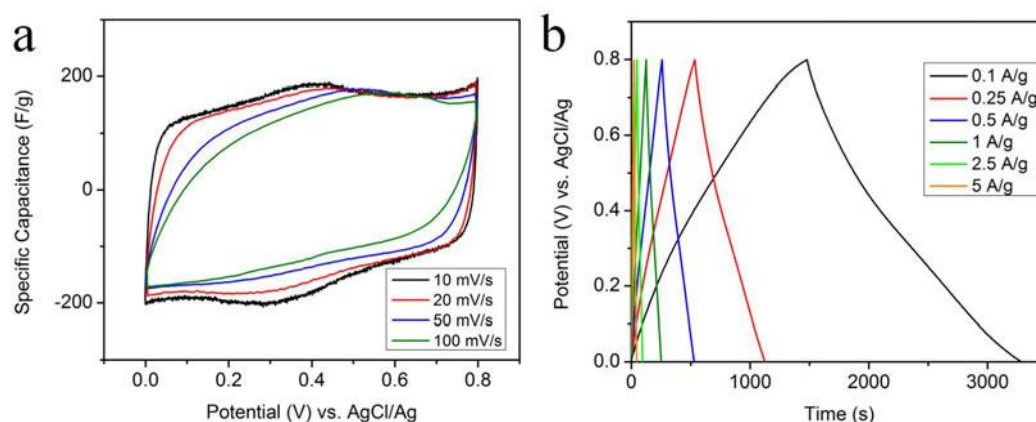 a
200
0
-200
Specific Capacitance (F/g)
10 mV/s
20 mV/s
50 mV/s
100 mV/s
0.0 0.2 0.4 0.6 0.8
Potential (V) vs. AgCl/Ag
b
0.8
0.6
0.4
0.2
0.0
Potential (V) vs. AgCl/Ag
0.1 A/g
0.25 A/g
0.5 A/g
1 A/g
2.5 A/g
5 A/g
0 1000 2000 3000
Time (s)